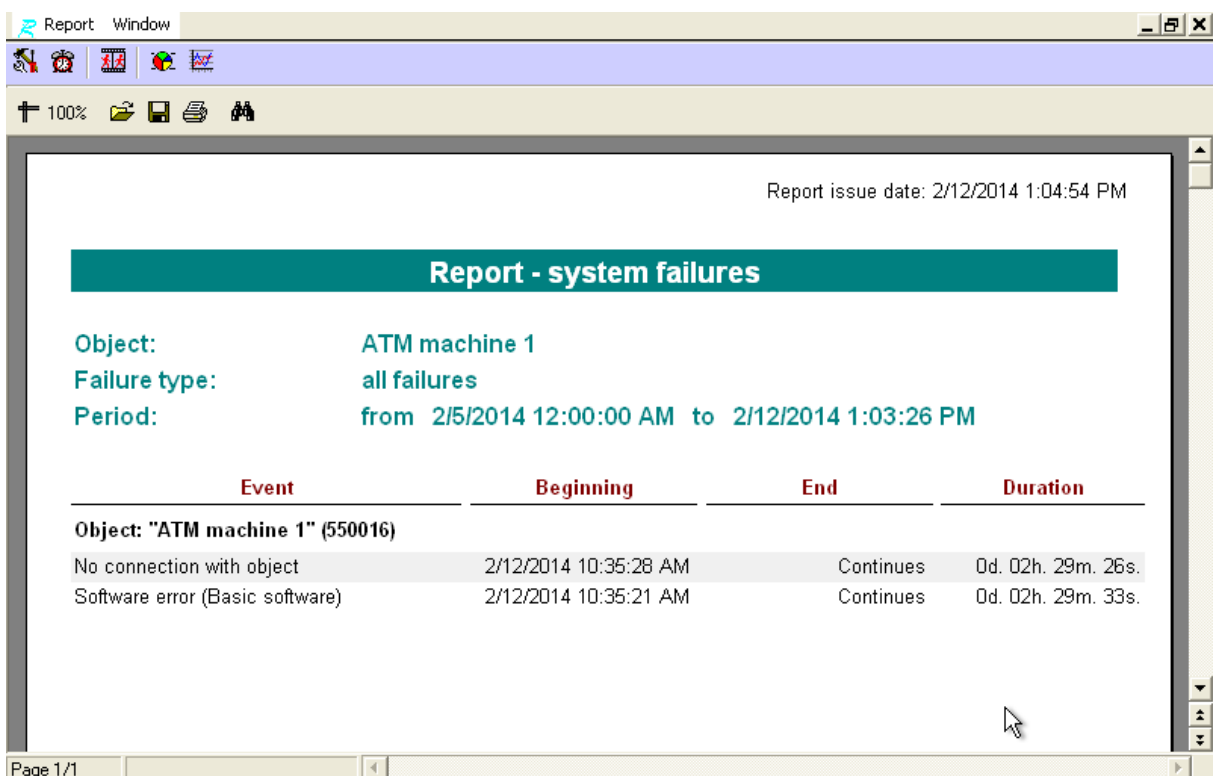 Report Window
100%
Report issue date: 2/12/2014 1:04:54 PM
Report - system failures
Object: ATM machine 1
Failure type: all failures
Period: from 2/5/2014 12:00:00 AM to 2/12/2014 1:03:26 PM
Event Beginning End Duration
Object: "ATM machine 1" (550016)
No connection with object 2/12/2014 10:35:28 AM Continues 0d. 02h. 29m. 26s.
Software error (Basic software) 2/12/2014 10:35:21 AM Continues 0d. 02h. 29m. 33s.
Page 1/1